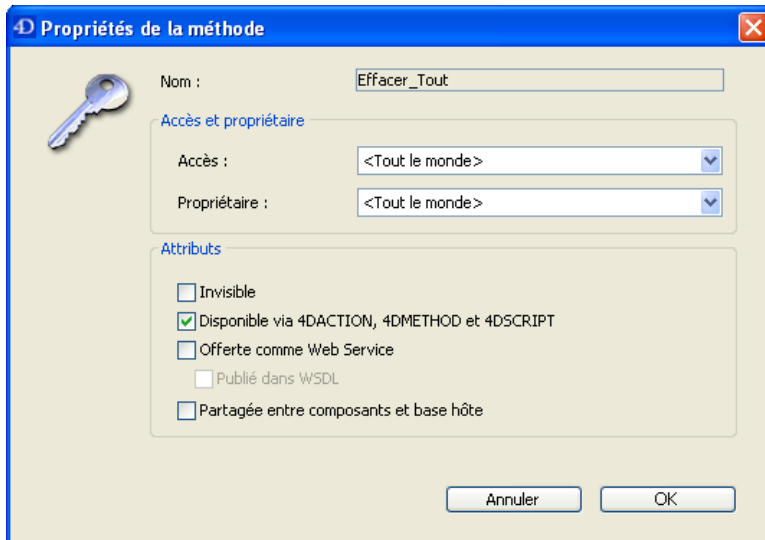 4D Propriétés de la méthode
Nom : Effacer_Tout
Accès et propriétaire
Accès : <Tout le monde>
Propriétaire : <Tout le monde>
Attributs
Invisible
Disponible via 4DACTION, 4DMETHOD et 4DSCRIPT
Offerte comme Web Service
Publié dans WSDL
Partagée entre composants et base hôte
Annuler OK